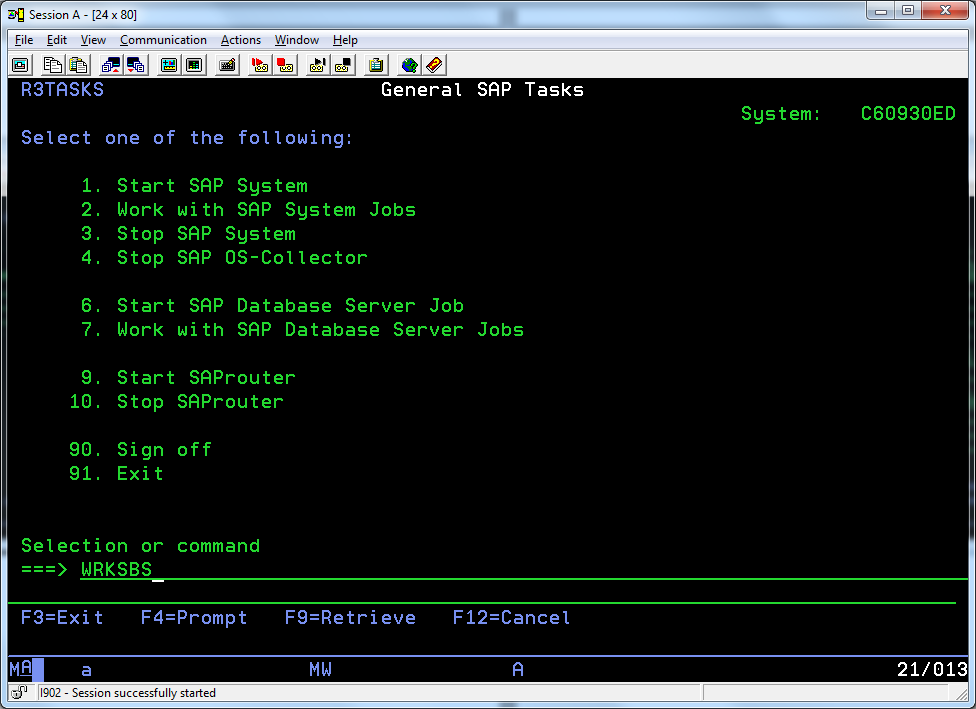 Session A - [24 x 80]
File Edit View Communication Actions Window Help
R3TASKS General SAP Tasks
System: C60930ED
Select one of the following:
1. Start SAP System
2. Work with SAP System Jobs
3. Stop SAP System
4. Stop SAP OS-Collector
6. Start SAP Database Server Job
7. Work with SAP Database Server Jobs
9. Start SAProuter
10. Stop SAProuter
90. Sign off
91. Exit
Selection or command
===> WRKSBS_
F3=Exit F4=Prompt F9=Retrieve F12=Cancel
MA a MW A 21/013
I902 - Session successfully started